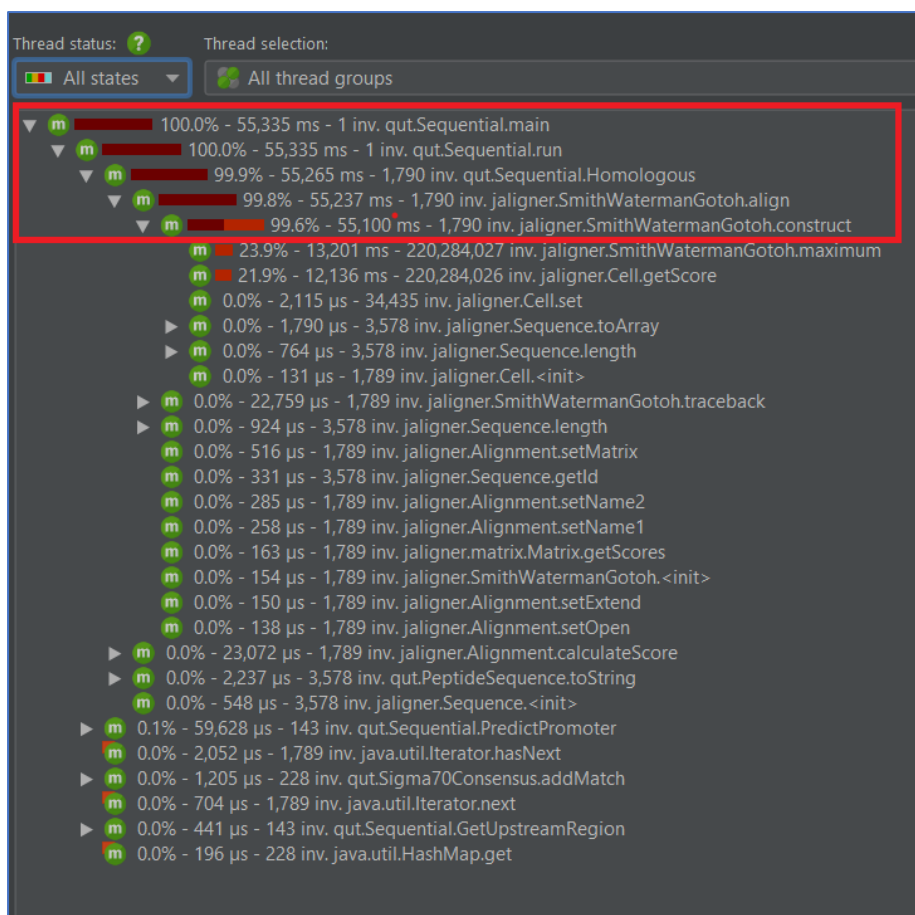 Thread status: ? Thread selection:
All states All thread groups
m 100.0% - 55,335 ms - 1 inv. qut.Sequential.main
m 100.0% - 55,335 ms - 1 inv. qut.Sequential.run
m 99.9% - 55,265 ms - 1,790 inv. qut.Sequential.Homologous
m 99.8% - 55,237 ms - 1,790 inv. jaligner.SmithWatermanGotoh.align
m 99.6% - 55,100 ms - 1,790 inv. jaligner.SmithWatermanGotoh.construct
m 23.9% - 13,201 ms - 220,284,027 inv. jaligner.SmithWatermanGotoh.maximum
m 21.9% - 12,136 ms - 220,284,026 inv. jaligner.Cell.getScore
m 0.0% - 2,115 µs - 34,435 inv. jaligner.Cell.set
m 0.0% - 1,790 µs - 3,578 inv. jaligner.Sequence.toArray
m 0.0% - 764 µs - 3,578 inv. jaligner.Sequence.length
m 0.0% - 131 µs - 1,789 inv. jaligner.Cell.<init>
m 0.0% - 22,759 µs - 1,789 inv. jaligner.SmithWatermanGotoh.traceback
m 0.0% - 924 µs - 3,578 inv. jaligner.Sequence.length
m 0.0% - 516 µs - 1,789 inv. jaligner.Alignment.setMatrix
m 0.0% - 331 µs - 3,578 inv. jaligner.Sequence.getId
m 0.0% - 285 µs - 1,789 inv. jaligner.Alignment.setName2
m 0.0% - 258 µs - 1,789 inv. jaligner.Alignment.setName1
m 0.0% - 163 µs - 1,789 inv. jaligner.matrix.Matrix.getScores
m 0.0% - 154 µs - 1,789 inv. jaligner.SmithWatermanGotoh.<init>
m 0.0% - 150 µs - 1,789 inv. jaligner.Alignment.setExtend
m 0.0% - 138 µs - 1,789 inv. jaligner.Alignment.setOpen
m 0.0% - 23,072 µs - 1,789 inv. jaligner.Alignment.calculateScore
m 0.0% - 2,237 µs - 3,578 inv. qut.PeptideSequence.toString
m 0.0% - 548 µs - 3,578 inv. jaligner.Sequence.<init>
m 0.1% - 59,628 µs - 143 inv. qut.Sequential.PredictPromoter
m 0.0% - 2,052 µs - 1,789 inv. java.util.Iterator.hasNext
m 0.0% - 1,205 µs - 228 inv. qut.Sigma70Consensus.addMatch
m 0.0% - 704 µs - 1,789 inv. java.util.Iterator.next
m 0.0% - 441 µs - 143 inv. qut.Sequential.GetUpstreamRegion
m 0.0% - 196 µs - 228 inv. java.util.HashMap.get